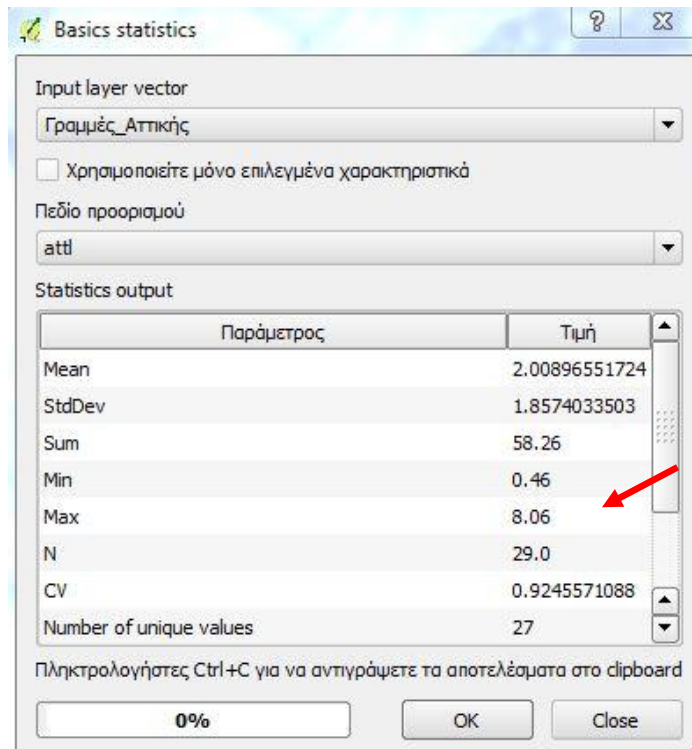 Basics statistics
Input layer vector
Γραμμές_Αττικής
Χρησιμοποιείτε μόνο επιλεγμένα χαρακτηριστικά
Πεδίο προορισμού
attl
Statistics output
Παράμετρος Τιμή
Mean 2.00896551724
StdDev 1.8574033503
Sum 58.26
Min 0.46
Max 8.06
N 29.0
CV 0.9245571088
Number of unique values 27
Πληκτρολογήστες Ctrl+C για να αντιγράψετε τα αποτελέσματα στο clipboard
0% OK Close